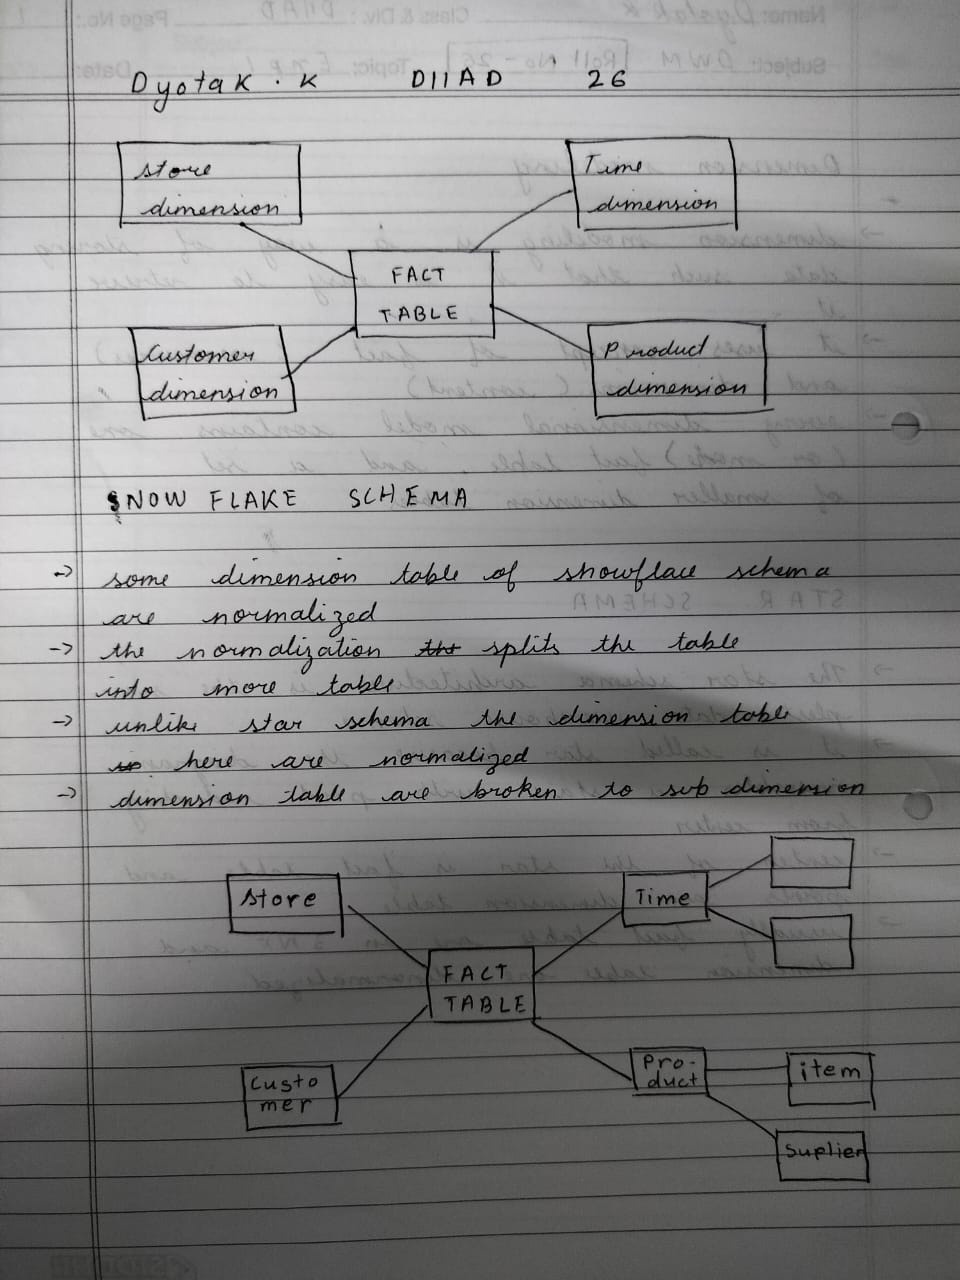 Dyotak . K D11AD 26
store
dimension
Time
dimension
FACT
TABLE
Customer
dimension
Product
dimension
SNOW FLAKE SCHEMA
-> some dimension table of showflace schema
are normalized
-> the normalization splits the table
into more table
-> unlike star schema the dimension table
here are normalized
-> dimension table are broken to sub dimension
store
Time
FACT
TABLE
Custo
mer
Pro-
duct
item
Suplier